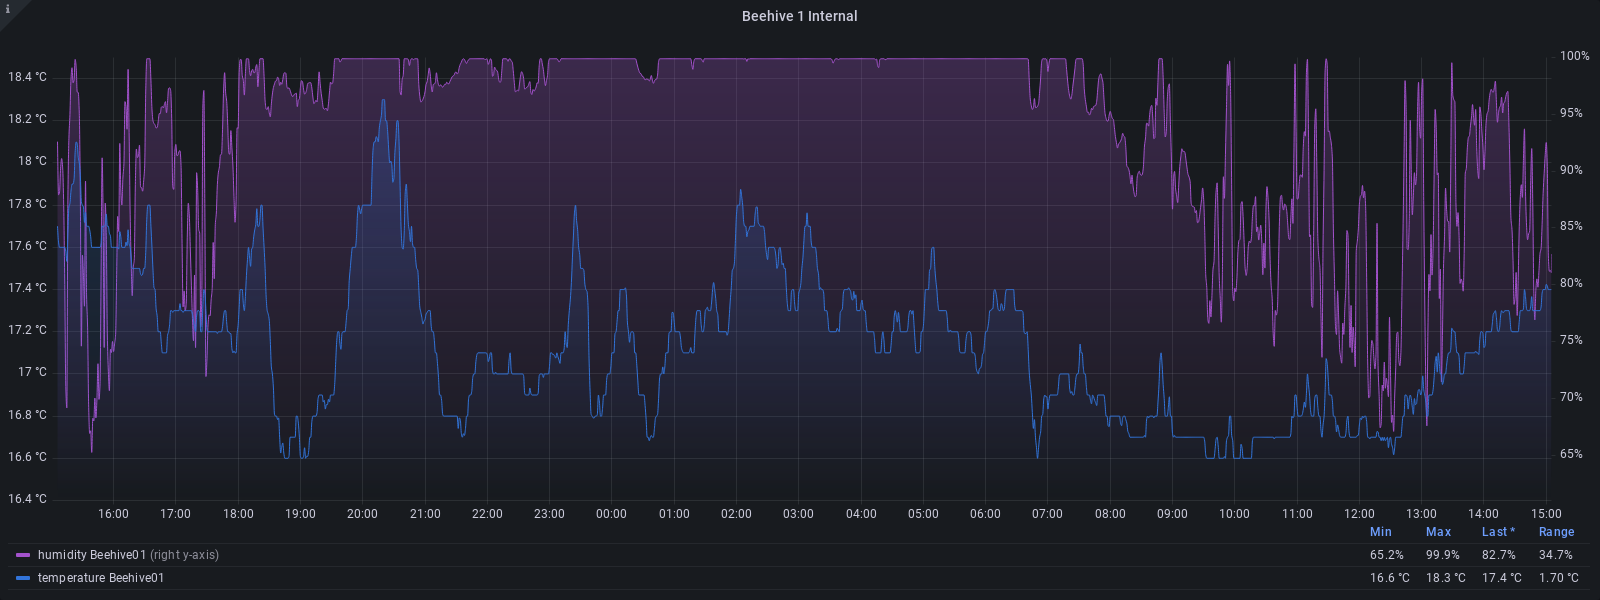 i
Beehive 1 Internal
100%
18.4 °C
95%
18.2 °C
18 °C
90%
17.8 °C
85%
17.6 °C
17.4 °C
80%
17.2 °C
75%
17 °C
70%
16.8 °C
65%
16.6 °C
16.4 °C
16:00 17:00 18:00 19:00 20:00 21:00 22:00 23:00 00:00 01:00 02:00 03:00 04:00 05:00 06:00 07:00 08:00 09:00 10:00 11:00 12:00 13:00 14:00 15:00
Min Max Last * Range
humidity Beehive01 (right y-axis) 65.2% 99.9% 82.7% 34.7%
temperature Beehive01 16.6 °C 18.3 °C 17.4 °C 1.70 °C